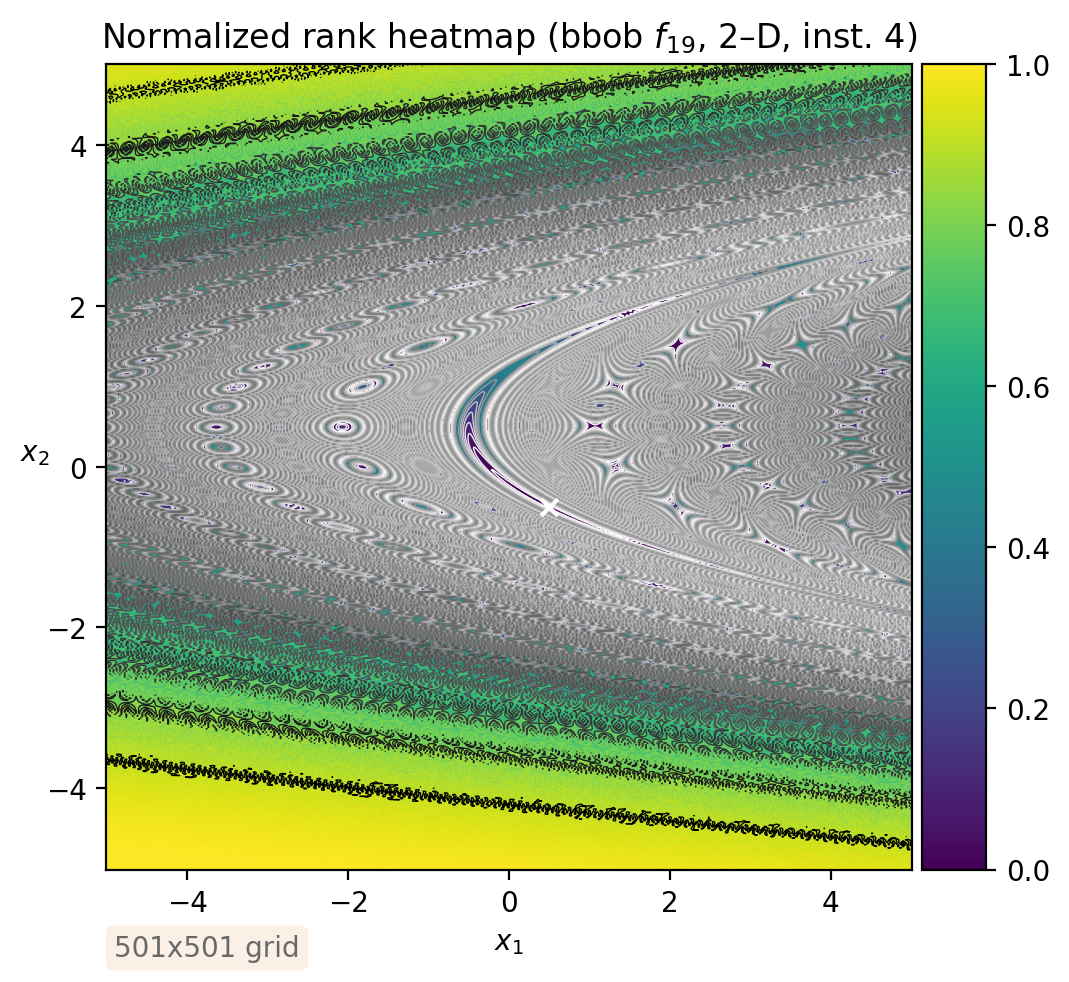 Normalized rank heatmap (bbob f₁₉, 2–D, inst. 4)
1.0
0.8
0.6
0.4
0.2
0.0
4
2
0
−2
−4
x₂
−4 −2 0 2 4
x₁
501x501 grid